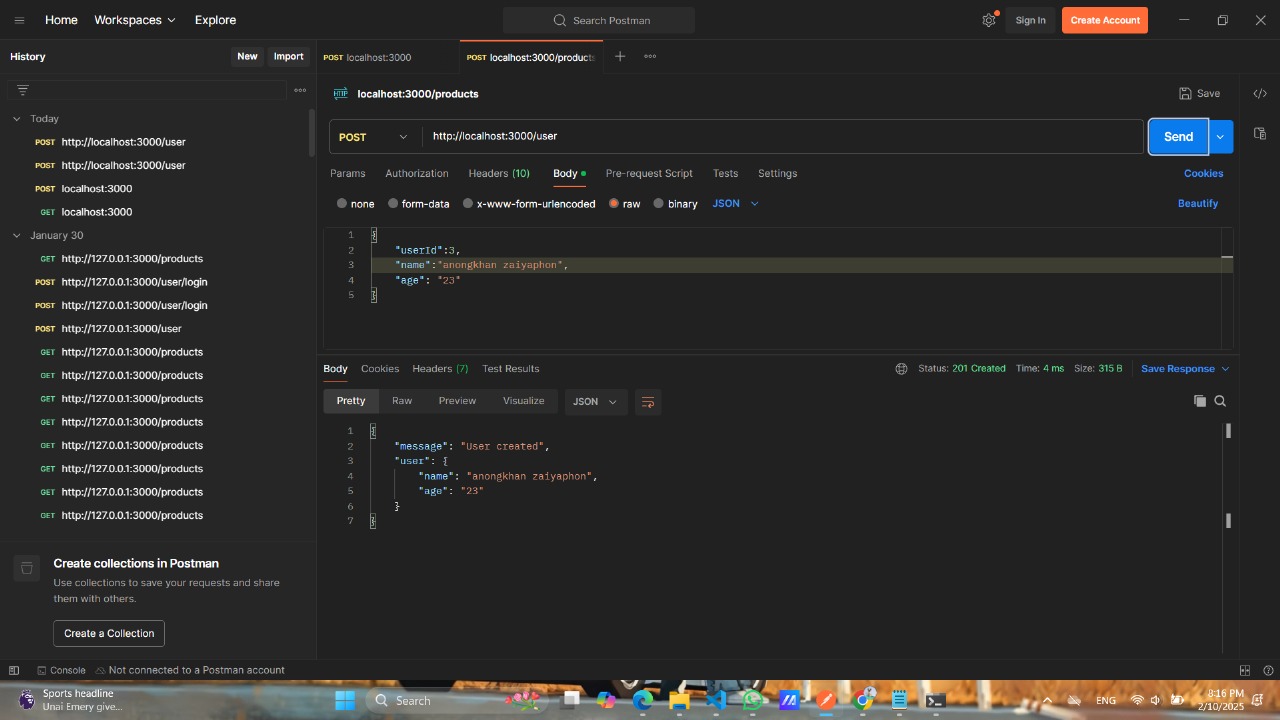 Home Workspaces Explore Search Postman Sign In Create Account
History New Import POST localhost:3000 POST localhost:3000/product
HTTP localhost:3000/products Save
Today
POST http://localhost:3000/user
POST http://localhost:3000/user
POST localhost:3000
GET localhost:3000
January 30
GET http://127.0.0.1:3000/products
POST http://127.0.0.1:3000/user/login
POST http://127.0.0.1:3000/user/login
POST http://127.0.0.1:3000/user
GET http://127.0.0.1:3000/products
GET http://127.0.0.1:3000/products
GET http://127.0.0.1:3000/products
GET http://127.0.0.1:3000/products
GET http://127.0.0.1:3000/products
GET http://127.0.0.1:3000/products
GET http://127.0.0.1:3000/products
GET http://127.0.0.1:3000/products
Create collections in Postman
Use collections to save your requests and share
them with others.
Create a Collection
POST http://localhost:3000/user Send
Params Authorization Headers (10) Body Pre-request Script Tests Settings Cookies
none form-data x-www-form-urlencoded raw binary JSON Beautify
1 {
2 "userId":3,
3 "name":"anongkhan zaiyaphon",
4 "age": "23"
5 }
Body Cookies Headers (7) Test Results Status: 201 Created Time: 4 ms Size: 315 B Save Response
Pretty Raw Preview Visualize JSON
1 {
2 "message": "User created",
3 "user": {
4 "name": "anongkhan zaiyaphon",
5 "age": "23"
6 }
7 }
Console Not connected to a Postman account
Sports headline
Unai Emery give...
Search
ENG
8:16 PM
2/10/2025